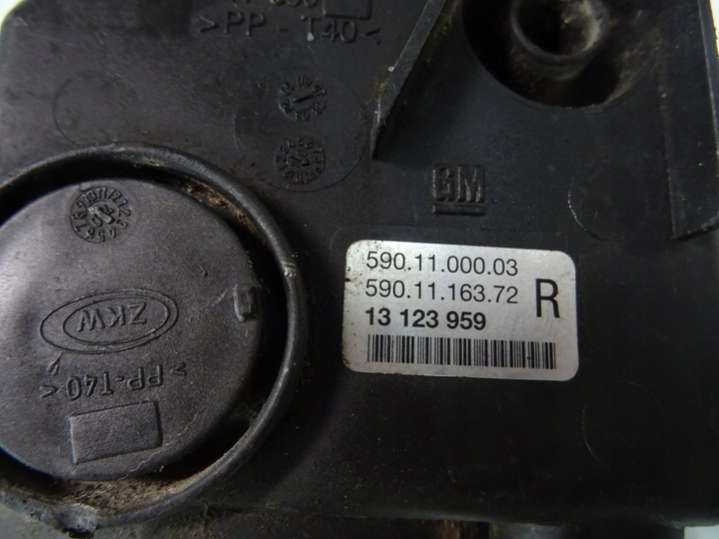 >PP - T40<
GM
590.11.000.03
590.11.163.72
R
13 123 959
ZKW
>PP-T40<